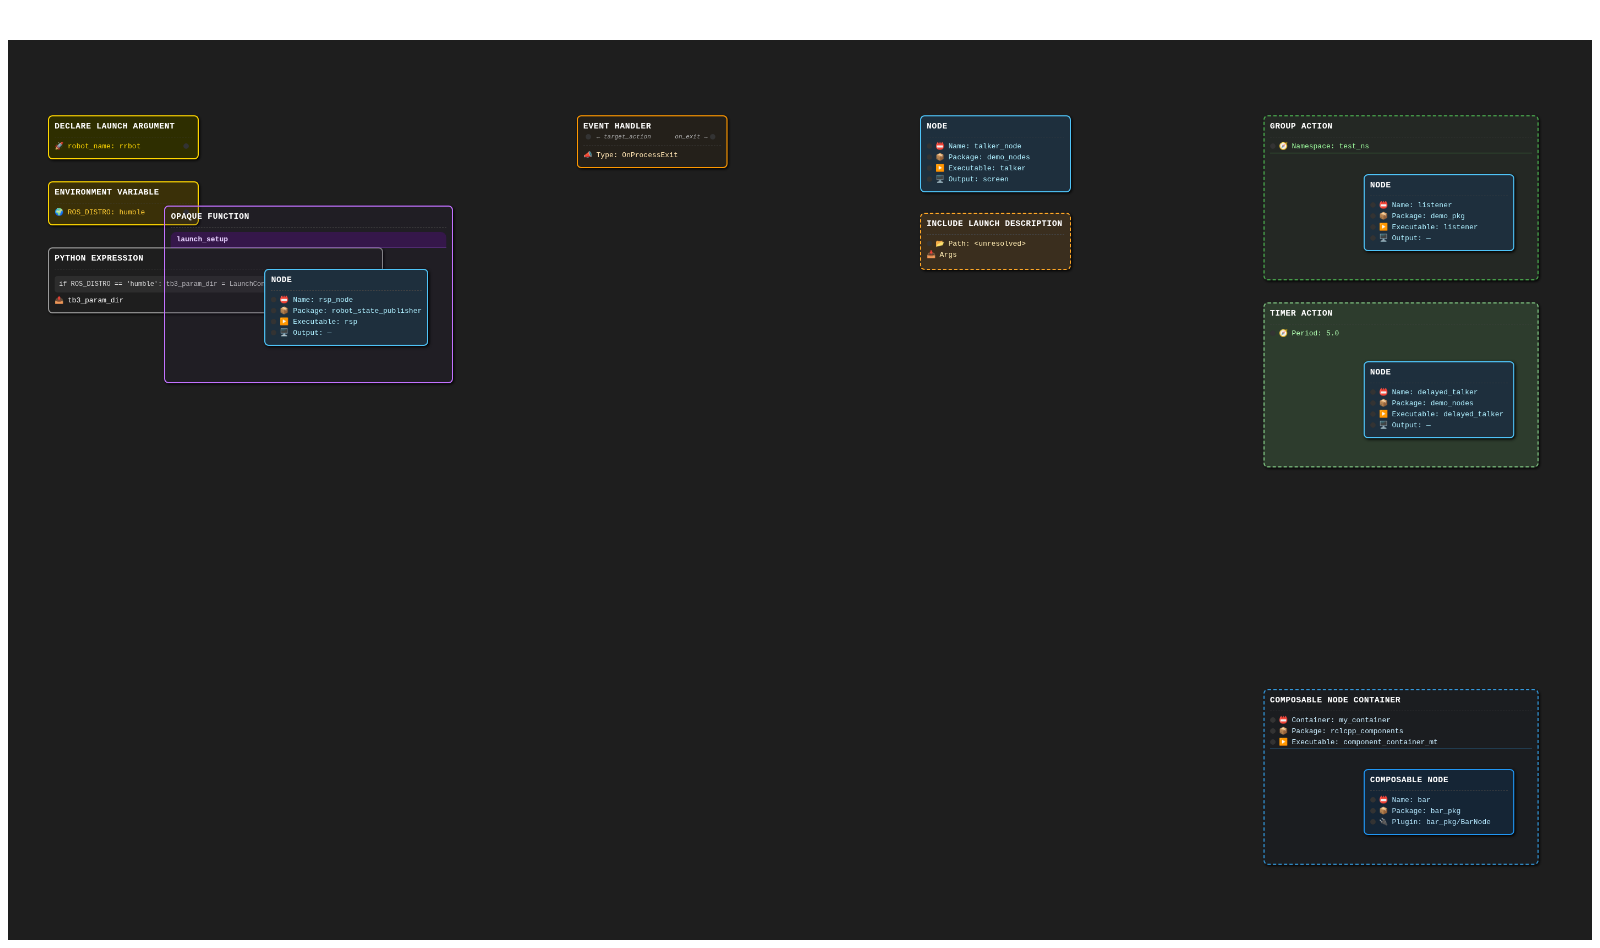 DECLARE LAUNCH ARGUMENT
🚀 robot_name: rrbot
ENVIRONMENT VARIABLE
🌍 ROS_DISTRO: humble
PYTHON EXPRESSION
if ROS_DISTRO == 'humble': tb3_param_dir = LaunchCon
📤 tb3_param_dir
OPAQUE FUNCTION
launch_setup
NODE
📛 Name: rsp_node
📦 Package: robot_state_publisher
▶️ Executable: rsp
🖥️ Output: —
EVENT HANDLER
— target_action on_exit —
📣 Type: OnProcessExit
NODE
📛 Name: talker_node
📦 Package: demo_nodes
▶️ Executable: talker
🖥️ Output: screen
INCLUDE LAUNCH DESCRIPTION
📂 Path: <unresolved>
📥 Args
GROUP ACTION
🧭 Namespace: test_ns
NODE
📛 Name: listener
📦 Package: demo_pkg
▶️ Executable: listener
🖥️ Output: —
TIMER ACTION
🧭 Period: 5.0
NODE
📛 Name: delayed_talker
📦 Package: demo_nodes
▶️ Executable: delayed_talker
🖥️ Output: —
COMPOSABLE NODE CONTAINER
📛 Container: my_container
📦 Package: rclcpp_components
▶️ Executable: component_container_mt
COMPOSABLE NODE
📛 Name: bar
📦 Package: bar_pkg
🔌 Plugin: bar_pkg/BarNode